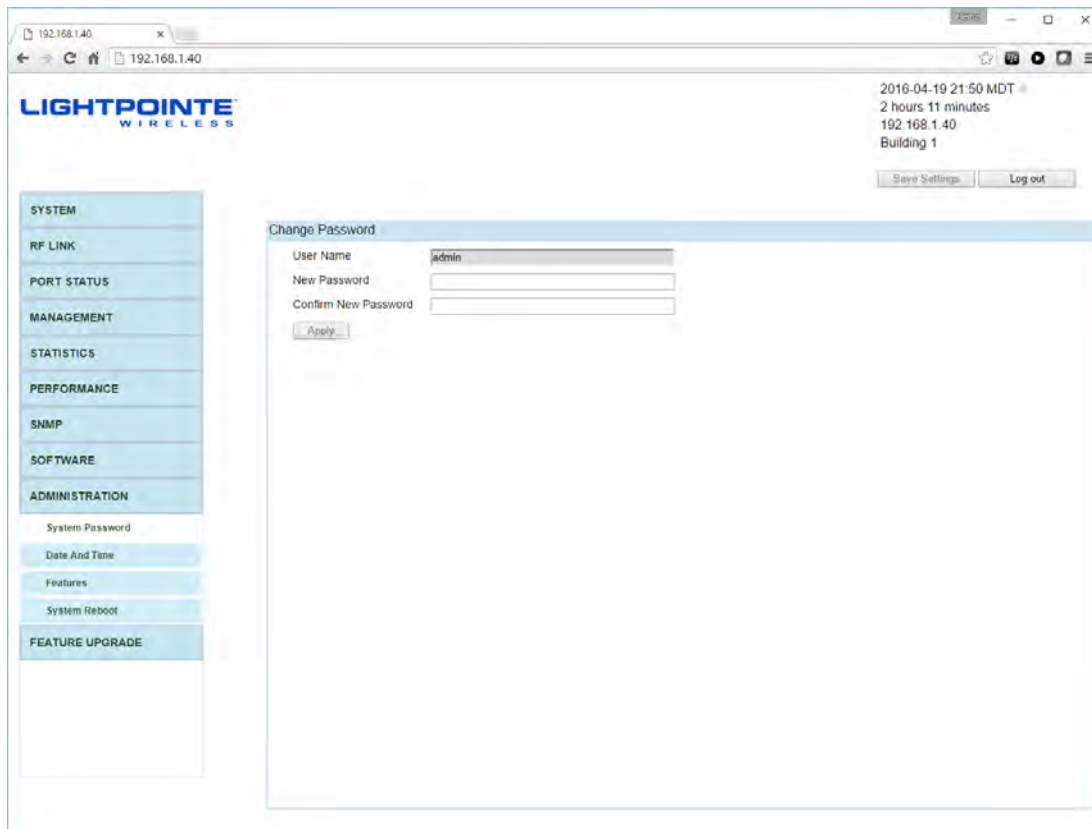 192.168.1.40
192.168.1.40
LIGHTPOINTE
WIRELESS
2016-04-19 21:50 MDT
2 hours 11 minutes
192.168.1.40
Building 1
Save Settings
Log out
SYSTEM
RF LINK
PORT STATUS
MANAGEMENT
STATISTICS
PERFORMANCE
SNMP
SOFTWARE
ADMINISTRATION
System Password
Date And Time
Features
System Reboot
FEATURE UPGRADE
Change Password
User Name
admin
New Password
Confirm New Password
Apply